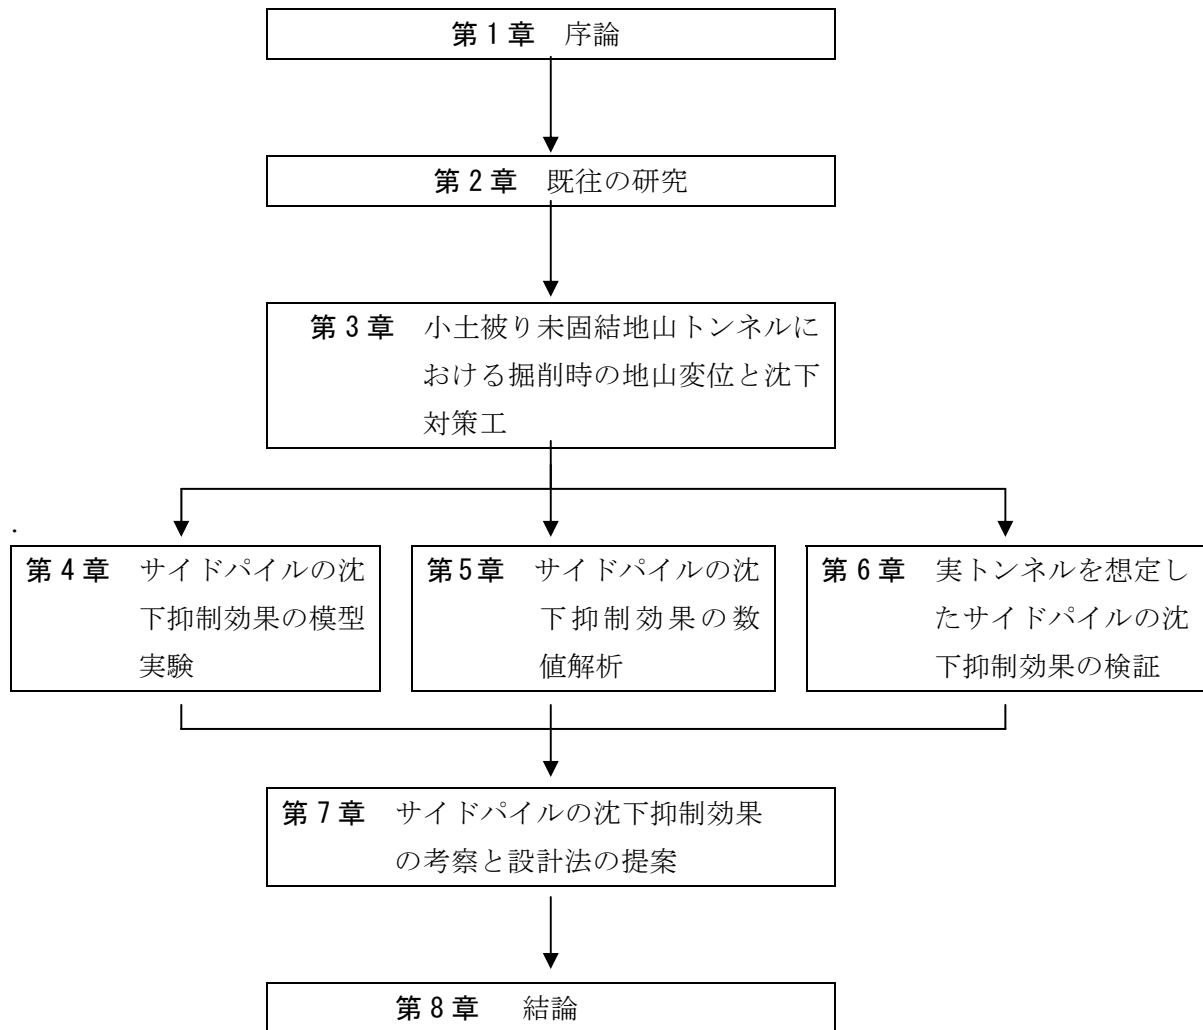 第1章 序論
第2章 既往の研究
第3章 小土被り未固結地山トンネルに
おける掘削時の地山変位と沈下
対策工
.
第4章 サイドパイルの沈
下抑制効果の模型
実験
第5章 サイドパイルの沈
下抑制効果の数
値解析
第6章 実トンネルを想定し
たサイドパイルの沈
下抑制効果の検証
第7章 サイドパイルの沈下抑制効果
の考察と設計法の提案
第8章 結論